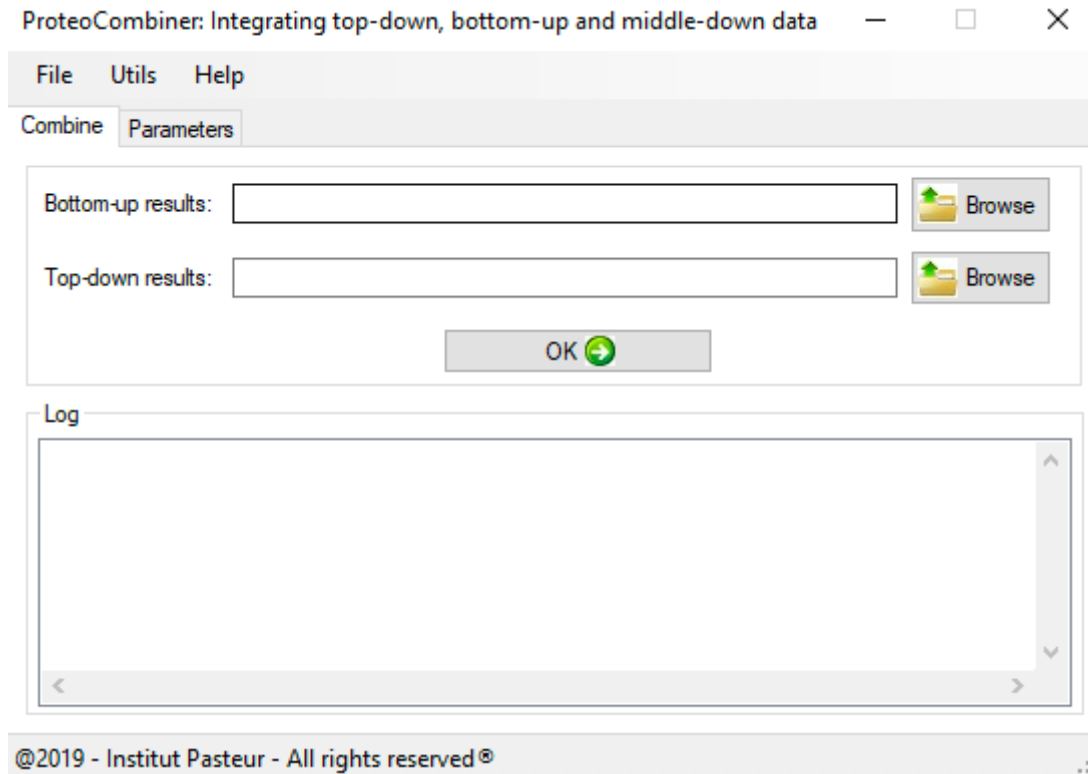 ProteoCombiner: Integrating top-down, bottom-up and middle-down data
File Utils Help
Combine Parameters
Bottom-up results: Browse
Top-down results: Browse
OK
Log
@2019 - Institut Pasteur - All rights reserved®